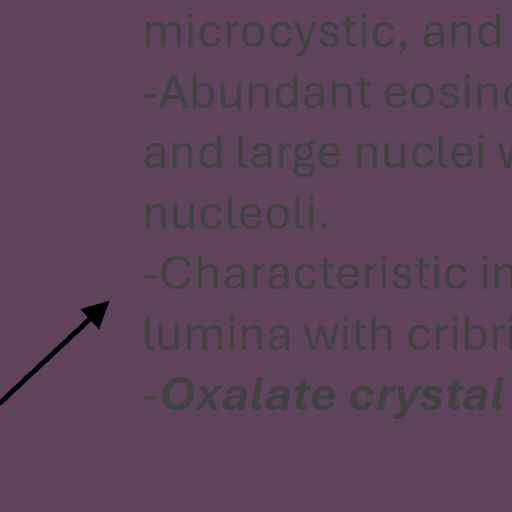 microcystic, and
-Abundant eosino
and large nuclei w
nucleoli.
-Characteristic in
lumina with cribri
-Oxalate crystal